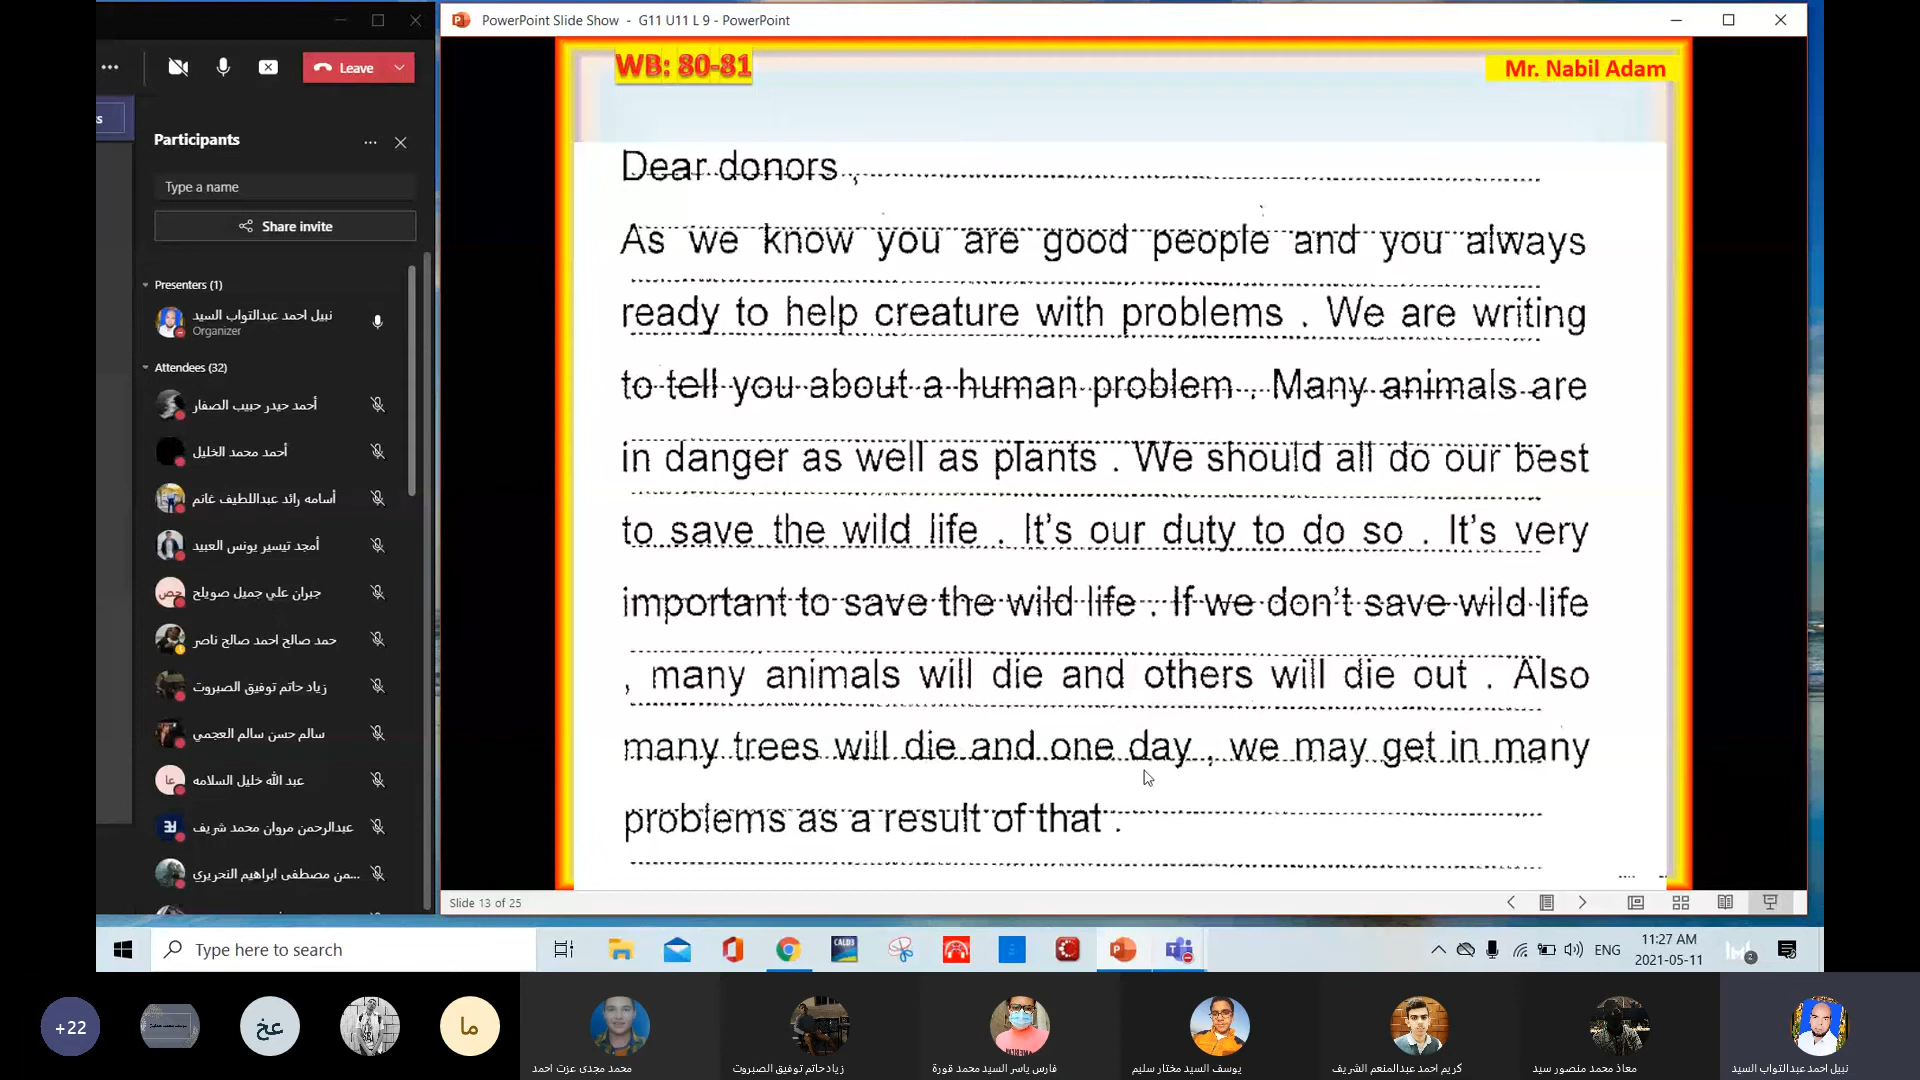 PowerPoint Slide Show - G11 U11 L 9 - PowerPoint
Leave
s
Participants
Type a name
Share invite
Presenters (1)
نبيل احمد عبدالتواب السيد
Organizer
Attendees (32)
أحمد حيدر حبيب الصفار
أحمد محمد الخليل
أسامه رائد عبداللطيف غانم
أمجد تيسير يونس العبيد
جص
جبران علي جميل صويلح
حمد صالح احمد صالح ناصر
زياد حاتم توفيق الصبروت
سالم حسن سالم العجمي
عا
عبد الله خليل السلامه
عبدالرحمن مروان محمد شريف
...من مصطفى ابراهيم النحريري
WB: 80-81
Mr. Nabil Adam
Dear donors ,
As we know you are good people and you always
ready to help creature with problems . We are writing
to tell you about a human problem . Many animals are
in danger as well as plants . We should all do our best
to save the wild life . It's our duty to do so . It's very
important to save the wild life . If we don't save wild life
, many animals will die and others will die out . Also
many trees will die and one day , we may get in many
problems as a result of that .
Slide 13 of 25
Type here to search
CALD3
ENG
11:27 AM
2021-05-11
2
+22
عخ
ما
محمد مجدى عزت احمد
زياد حاتم توفيق الصبروت
فارس ياسر السيد محمد قورة
يوسف السيد مختار سليم
كريم احمد عبدالمنعم الشريف
معاذ محمد منصور سيد
نبيل احمد عبدالتواب السيد